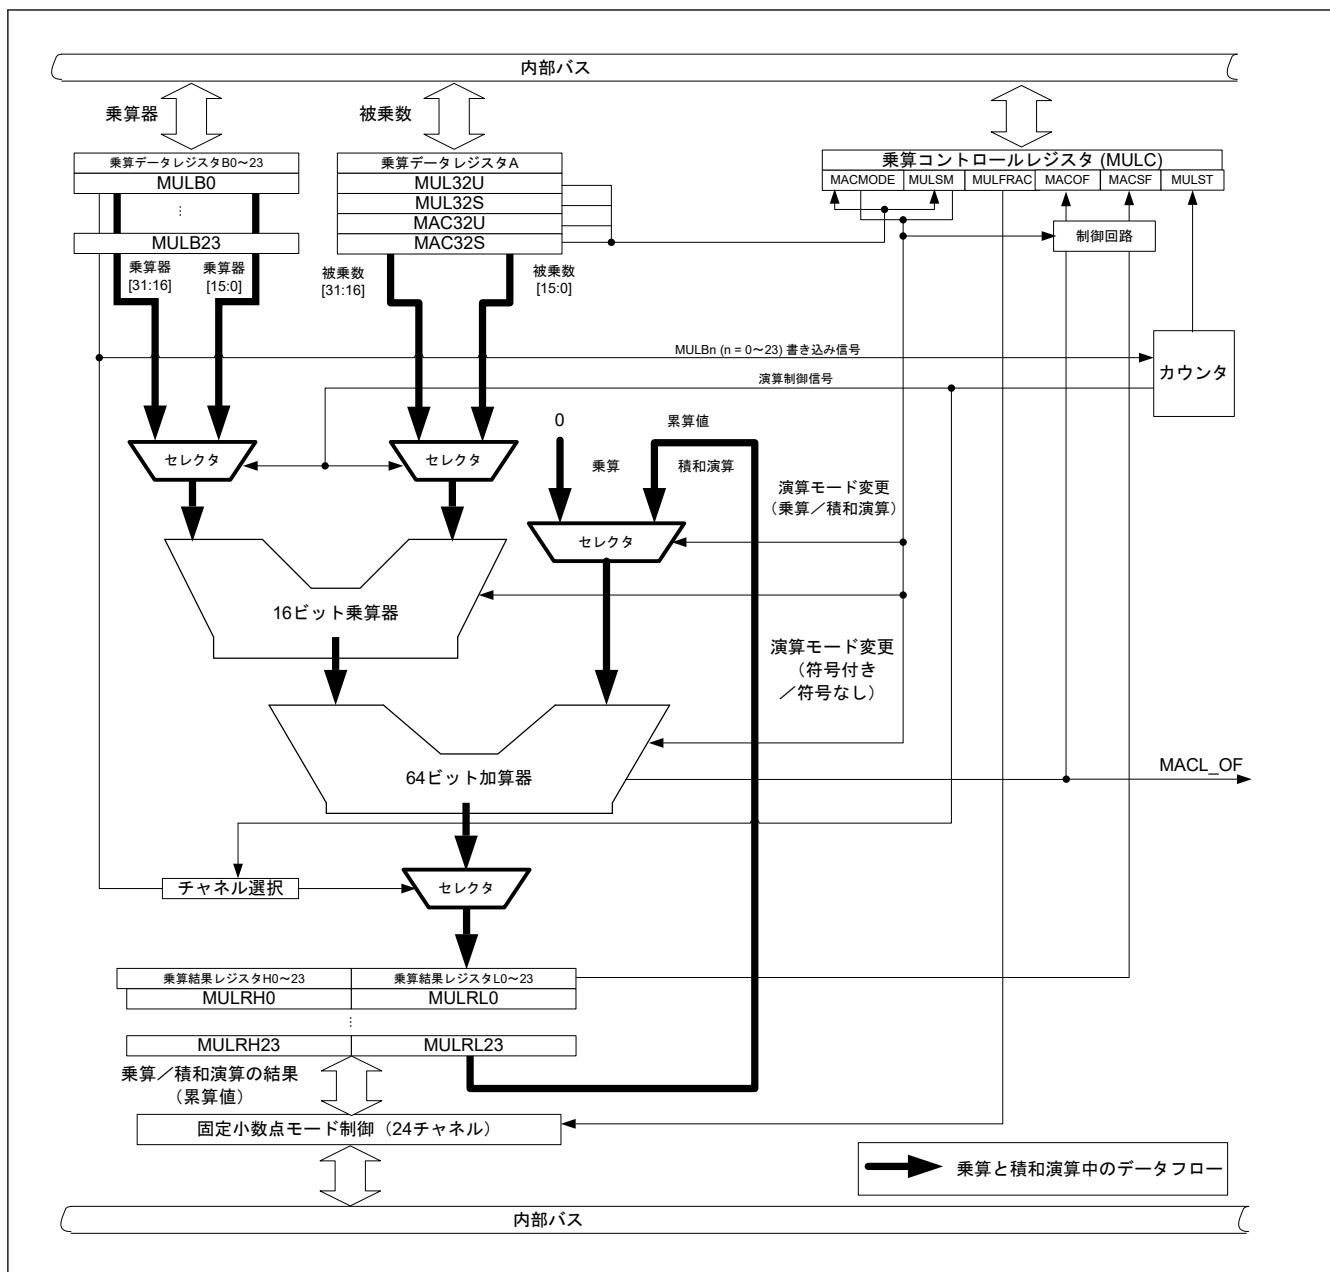 内部バス
乗算器
被乗数
乗算データレジスタB0～23
MULB0
⋮
MULB23
乗算データレジスタA
MUL32U
MUL32S
MAC32U
MAC32S
乗算コントロールレジスタ (MULC)
MACMODE MULSM MULFRAC MACOF MACSF MULST
制御回路
乗算器
[31:16]
乗算器
[15:0]
被乗数
[31:16]
被乗数
[15:0]
MULBn (n = 0～23) 書き込み信号
カウンタ
演算制御信号
0
累算値
セレクタ
セレクタ
乗算
積和演算
演算モード変更
（乗算／積和演算）
セレクタ
16ビット乗算器
演算モード変更
（符号付き
／符号なし）
64ビット加算器
MACL_OF
チャネル選択
セレクタ
乗算結果レジスタH0～23
乗算結果レジスタL0～23
MULRH0
MULRL0
⋮
MULRH23
MULRL23
乗算／積和演算の結果
（累算値）
固定小数点モード制御（24チャネル）
乗算と積和演算中のデータフロー
内部バス